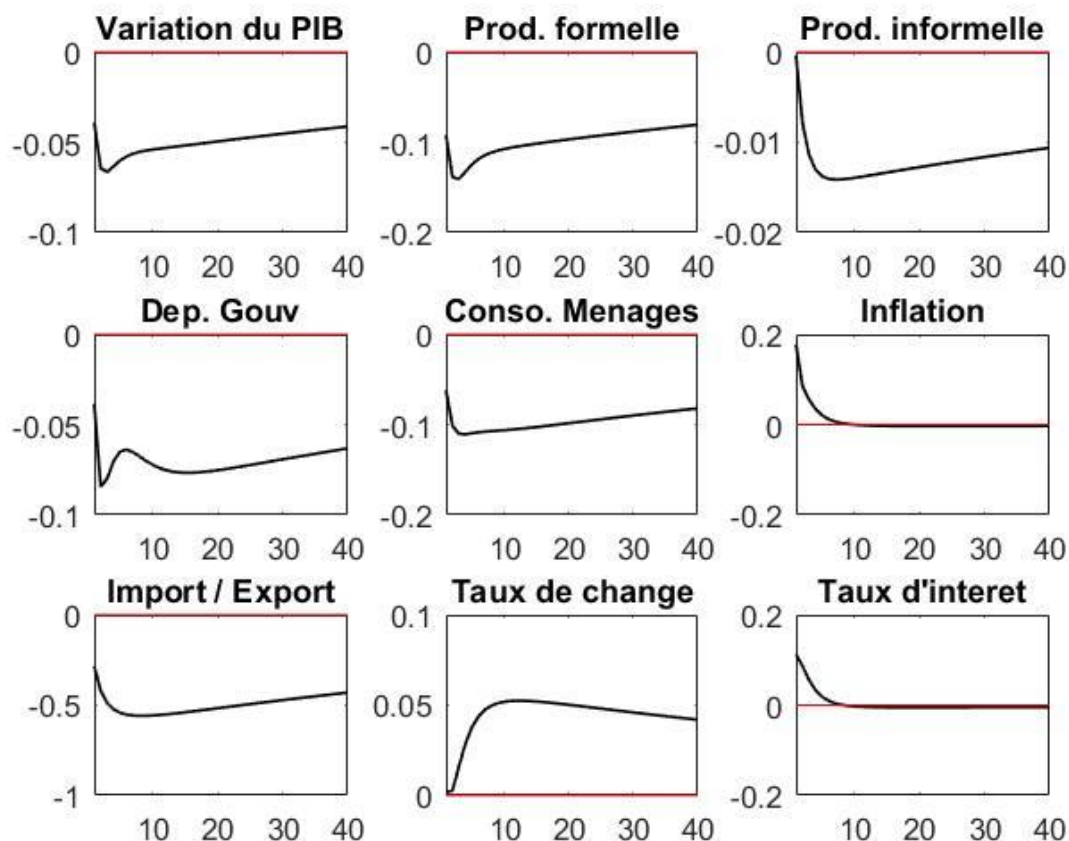 Variation du PIB
Prod. formelle
Prod. informelle
0
-0.05
-0.1
10 20 30 40
0
-0.1
-0.2
10 20 30 40
0
-0.01
-0.02
10 20 30 40
Dep. Gouv
Conso. Menages
Inflation
0
-0.05
-0.1
10 20 30 40
0
-0.1
-0.2
10 20 30 40
0.2
0
-0.2
10 20 30 40
Import / Export
Taux de change
Taux d'interet
0
-0.5
-1
10 20 30 40
0.1
0.05
0
10 20 30 40
0.2
0
-0.2
10 20 30 40